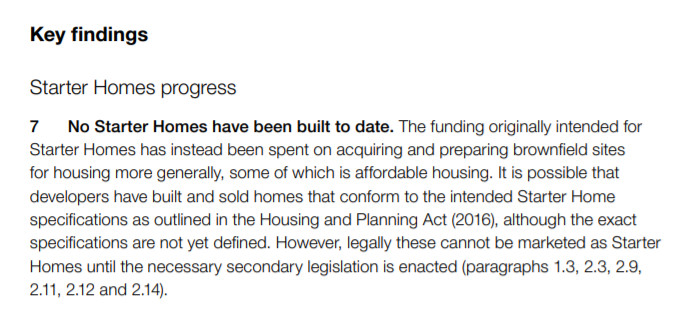 Key findings
Starter Homes progress
7 No Starter Homes have been built to date. The funding originally intended for
Starter Homes has instead been spent on acquiring and preparing brownfield sites
for housing more generally, some of which is affordable housing. It is possible that
developers have built and sold homes that conform to the intended Starter Home
specifications as outlined in the Housing and Planning Act (2016), although the exact
specifications are not yet defined. However, legally these cannot be marketed as Starter
Homes until the necessary secondary legislation is enacted (paragraphs 1.3, 2.3, 2.9,
2.11, 2.12 and 2.14).